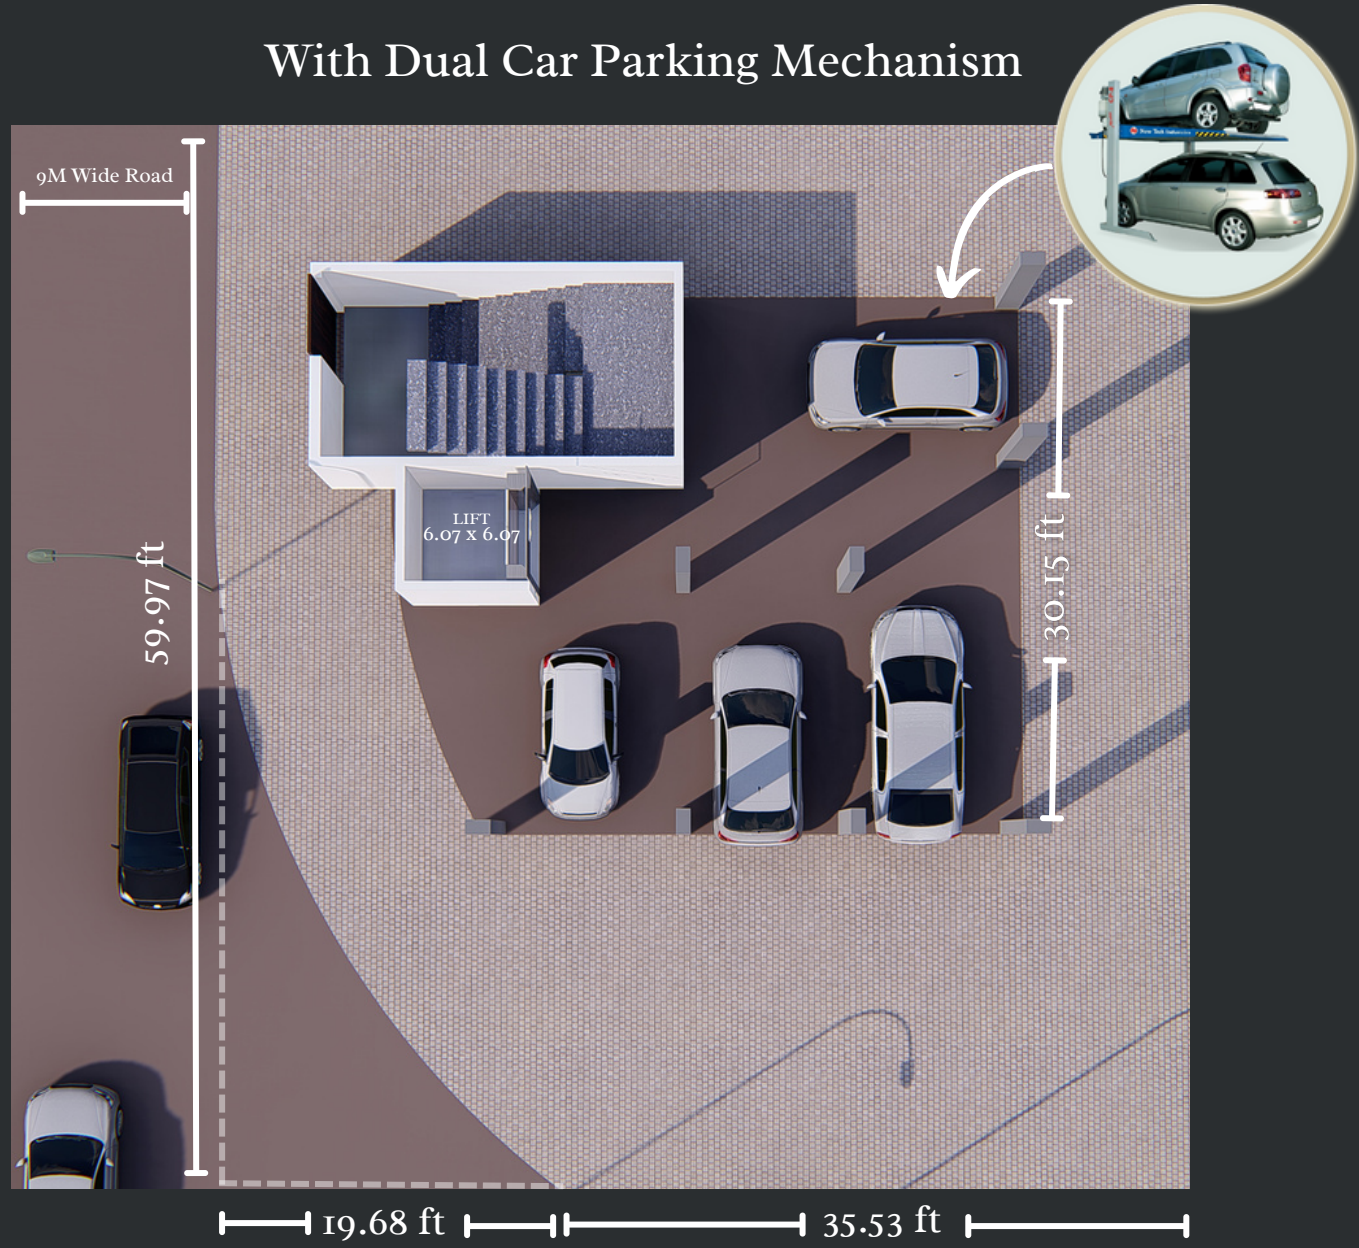 With Dual Car Parking Mechanism
9M Wide Road
LIFT
6.07 x 6.07
59.97 ft
30.15 ft
19.68 ft
35.53 ft